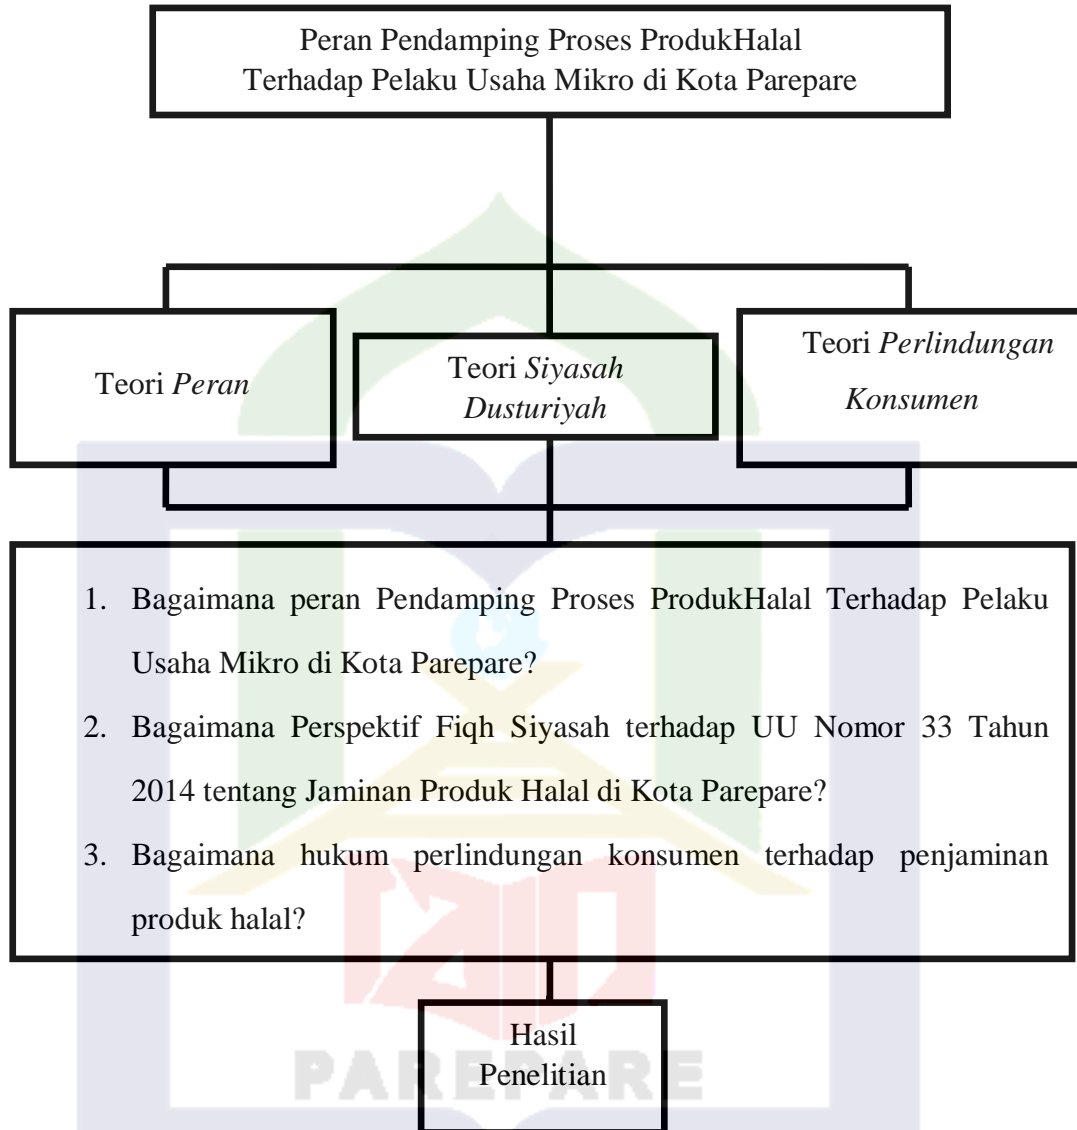 Peran Pendamping Proses ProdukHalal
Terhadap Pelaku Usaha Mikro di Kota Parepare
Teori Peran
Teori Siyasah
Dusturiyah
Teori Perlindungan
Konsumen
1. Bagaimana peran Pendamping Proses ProdukHalal Terhadap Pelaku
Usaha Mikro di Kota Parepare?
2. Bagaimana Perspektif Fiqh Siyasah terhadap UU Nomor 33 Tahun
2014 tentang Jaminan Produk Halal di Kota Parepare?
3. Bagaimana hukum perlindungan konsumen terhadap penjaminan
produk halal?
Hasil
Penelitian
PAREPARE